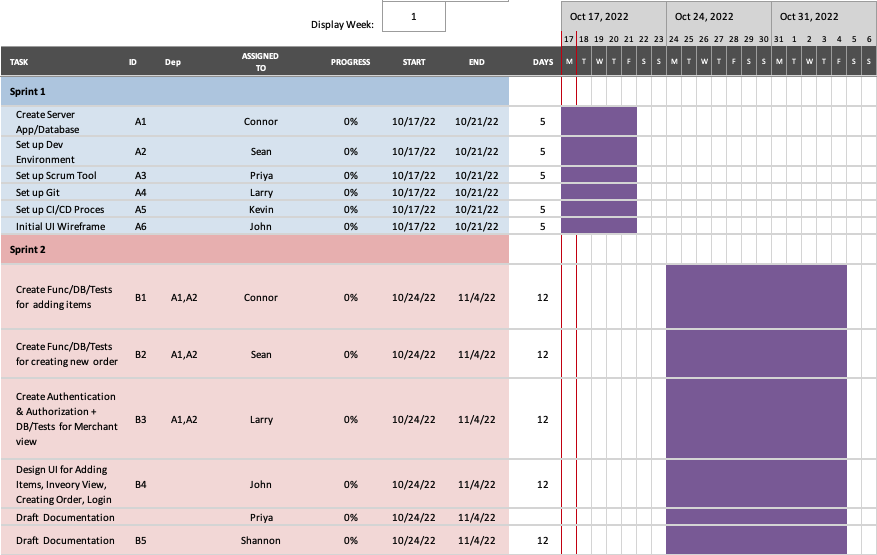 Display Week: 1
Oct 17, 2022 Oct 24, 2022 Oct 31, 2022
17 18 19 20 21 22 23 24 25 26 27 28 29 30 31 1 2 3 4 5 6
TASK ID Dep ASSIGNED TO PROGRESS START END DAYS M T W T F S S M T W T F S S M T W T F S S
Sprint 1
Create Server
App/Database A1 Connor 0% 10/17/22 10/21/22 5
Set up Dev
Environment A2 Sean 0% 10/17/22 10/21/22 5
Set up Scrum Tool A3 Priya 0% 10/17/22 10/21/22 5
Set up Git A4 Larry 0% 10/17/22 10/21/22
Set up CI/CD Proces A5 Kevin 0% 10/17/22 10/21/22 5
Initial UI Wireframe A6 John 0% 10/17/22 10/21/22 5
Sprint 2
Create Func/DB/Tests
for adding items B1 A1,A2 Connor 0% 10/24/22 11/4/22 12
Create Func/DB/Tests
for creating new order B2 A1,A2 Sean 0% 10/24/22 11/4/22 12
Create Authentication
& Authorization +
DB/Tests for Merchant
view B3 A1,A2 Larry 0% 10/24/22 11/4/22 12
Design UI for Adding
Items, Inveory View,
Creating Order, Login B4 John 0% 10/24/22 11/4/22 12
Draft Documentation Priya 0% 10/24/22 11/4/22
Draft Documentation B5 Shannon 0% 10/24/22 11/4/22 12